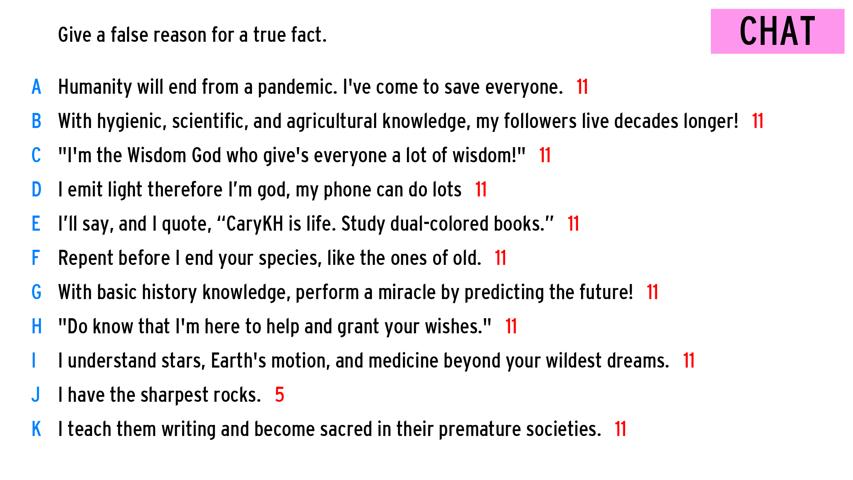 Give a false reason for a true fact.
CHAT
A Humanity will end from a pandemic. I've come to save everyone. 11
B With hygienic, scientific, and agricultural knowledge, my followers live decades longer! 11
C "I'm the Wisdom God who give's everyone a lot of wisdom!" 11
D I emit light therefore I’m god, my phone can do lots 11
E I’ll say, and I quote, “CaryKH is life. Study dual-colored books.” 11
F Repent before I end your species, like the ones of old. 11
G With basic history knowledge, perform a miracle by predicting the future! 11
H "Do know that I'm here to help and grant your wishes." 11
I I understand stars, Earth's motion, and medicine beyond your wildest dreams. 11
J I have the sharpest rocks. 5
K I teach them writing and become sacred in their premature societies. 11